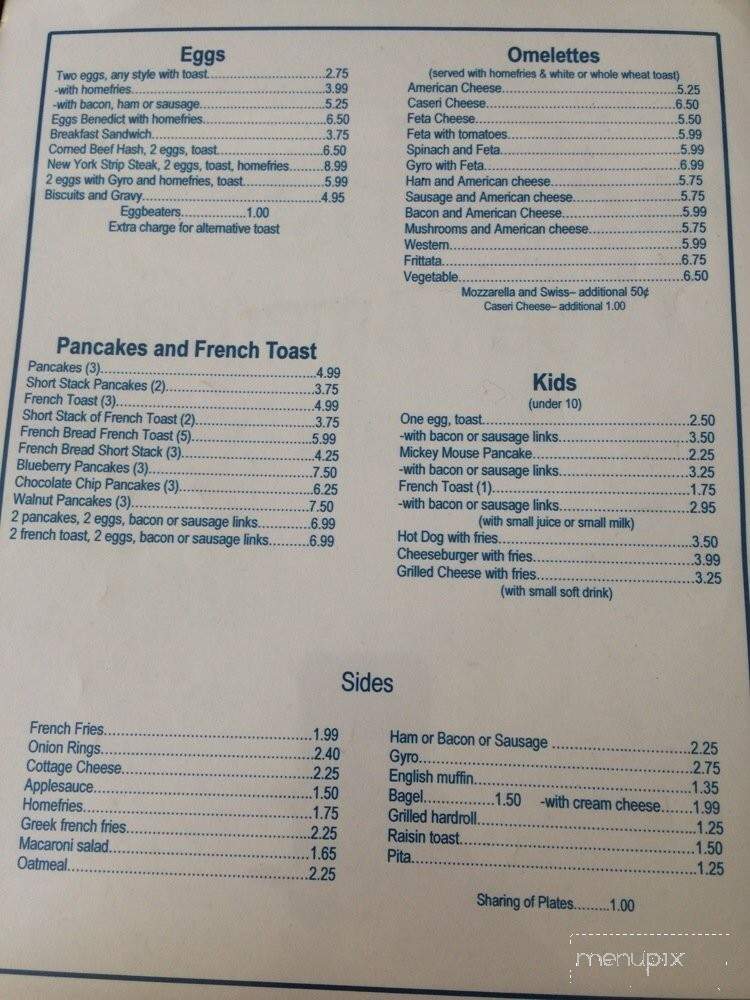 Eggs
Two eggs, any style with toast....................2.75
-with homefries....................3.99
-with bacon, ham or sausage....................5.25
Eggs Benedict with homefries....................6.50
Breakfast Sandwich....................3.75
Corned Beef Hash, 2 eggs, toast....................6.50
New York Strip Steak, 2 eggs, toast, homefries........8.99
2 eggs with Gyro and homefries, toast....................5.99
Biscuits and Gravy....................4.95
Eggbeaters....................1.00
Extra charge for alternative toast
Omelettes
(served with homefries & white or whole wheat toast)
American Cheese....................5.25
Caseri Cheese....................6.50
Feta Cheese....................5.50
Feta with tomatoes....................5.99
Spinach and Feta....................5.99
Gyro with Feta....................6.99
Ham and American cheese....................5.75
Sausage and American cheese....................5.75
Bacon and American Cheese....................5.99
Mushrooms and American cheese....................5.75
Western....................5.99
Frittata....................6.75
Vegetable....................6.50
Mozzarella and Swiss– additional 50¢
Caseri Cheese– additional 1.00
Pancakes and French Toast
Pancakes (3)....................4.99
Short Stack Pancakes (2)....................3.75
French Toast (3)....................4.99
Short Stack of French Toast (2)....................3.75
French Bread French Toast (5)....................5.99
French Bread Short Stack (3)....................4.25
Blueberry Pancakes (3)....................7.50
Chocolate Chip Pancakes (3)....................6.25
Walnut Pancakes (3)....................7.50
2 pancakes, 2 eggs, bacon or sausage links..............6.99
2 french toast, 2 eggs, bacon or sausage links..........6.99
Kids
(under 10)
One egg, toast....................2.50
-with bacon or sausage links....................3.50
Mickey Mouse Pancake....................2.25
-with bacon or sausage links....................3.25
French Toast (1)....................1.75
-with bacon or sausage links....................2.95
(with small juice or small milk)
Hot Dog with fries....................3.50
Cheeseburger with fries....................3.99
Grilled Cheese with fries....................3.25
(with small soft drink)
Sides
French Fries....................1.99
Onion Rings....................2.40
Cottage Cheese....................2.25
Applesauce....................1.50
Homefries....................1.75
Greek french fries....................2.25
Macaroni salad....................1.65
Oatmeal....................2.25
Ham or Bacon or Sausage ....................2.25
Gyro....................2.75
English muffin....................1.35
Bagel..............1.50 -with cream cheese.......1.99
Grilled hardroll....................1.25
Raisin toast....................1.50
Pita....................1.25
Sharing of Plates.........1.00
menupix